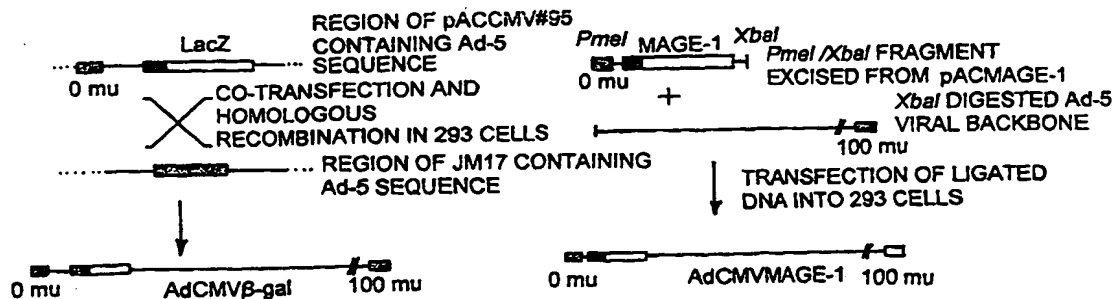 LacZ
REGION OF pACCMV#95
CONTAINING Ad-5
SEQUENCE
0 mu
CO-TRANSFECTION AND
HOMOLOGOUS
RECOMBINATION IN 293 CELLS
REGION OF JM17 CONTAINING
Ad-5 SEQUENCE
0 mu
AdCMVβ-gal
100 mu
PmeI
MAGE-1
XbaI
0 mu
PmeI/XbaI FRAGMENT
EXCISED FROM pACMAGE-1
+
XbaI DIGESTED Ad-5
VIRAL BACKBONE
100 mu
TRANSFECTION OF LIGATED
DNA INTO 293 CELLS
0 mu
AdCMVMAGE-1
100 mu